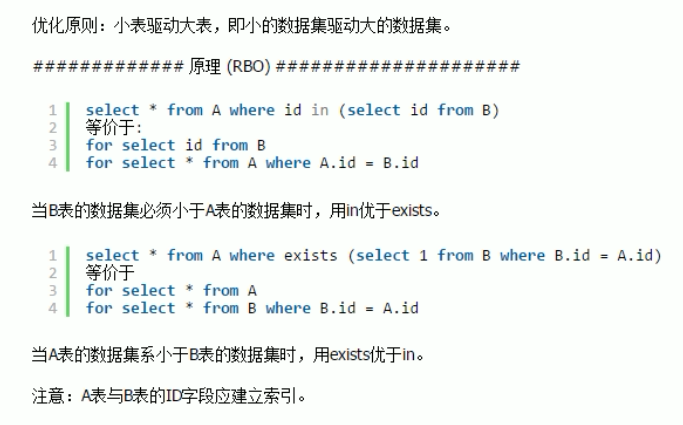 优化原则：小表驱动大表，即小的数据集驱动大的数据集。
############# 原理 (RBO) #####################
1 select * from A where id in (select id from B)
2 等价于:
3 for select id from B
4 for select * from A where A.id = B.id
当B表的数据集必须小于A表的数据集时，用in优于exists。
1 select * from A where exists (select 1 from B where B.id = A.id)
2 等价于
3 for select * from A
4 for select * from B where B.id = A.id
当A表的数据集系小于B表的数据集时，用exists优于in。
注意：A表与B表的ID字段应建立索引。